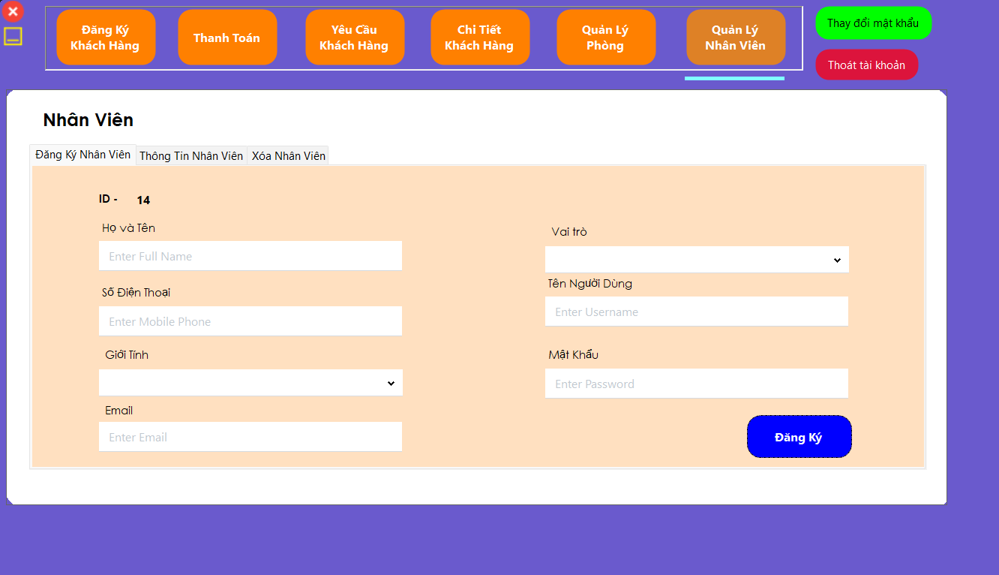 Đăng Ký
Khách Hàng
Thanh Toán
Yêu Cầu
Khách Hàng
Chi Tiết
Khách Hàng
Quản Lý
Phòng
Quản Lý
Nhân Viên
Thay đổi mật khẩu
Thoát tài khoản
Nhân Viên
Đăng Ký Nhân Viên
Thông Tin Nhân Viên
Xóa Nhân Viên
ID - 14
Họ và Tên
Enter Full Name
Số Điện Thoại
Enter Mobile Phone
Giới Tính
Email
Enter Email
Vai trò
Tên Người Dùng
Enter Username
Mật Khẩu
Enter Password
Đăng Ký